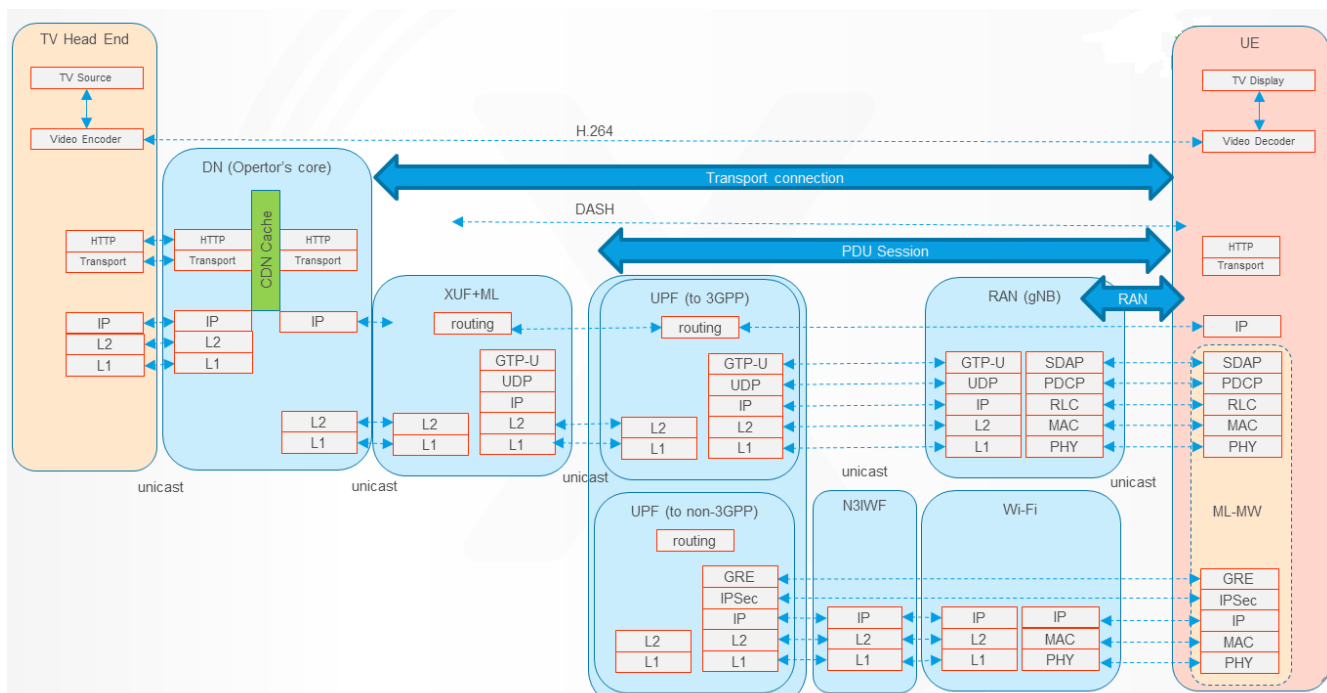 TV Head End
TV Source
Video Encoder
HTTP
Transport
IP
L2
L1
unicast
DN (Opertor's core)
HTTP
Transport
CDN Cache
HTTP
Transport
IP
L2
L1
IP
L2
L1
unicast
H.264
Transport connection
DASH
PDU Session
RAN
XUF+ML
routing
GTP-U
UDP
IP
L2
L1
L2
L1
unicast
UPF (to 3GPP)
routing
GTP-U
UDP
IP
L2
L1
L2
L1
unicast
RAN (gNB)
GTP-U
UDP
IP
L2
L1
SDAP
PDCP
RLC
MAC
PHY
unicast
UPF (to non-3GPP)
routing
GRE
IPSec
IP
L2
L1
L2
L1
N3IWF
IP
L2
L1
Wi-Fi
IP
L2
L1
IP
MAC
PHY
UE
TV Display
Video Decoder
HTTP
Transport
IP
SDAP
PDCP
RLC
MAC
PHY
ML-MW
GRE
IPSec
IP
MAC
PHY